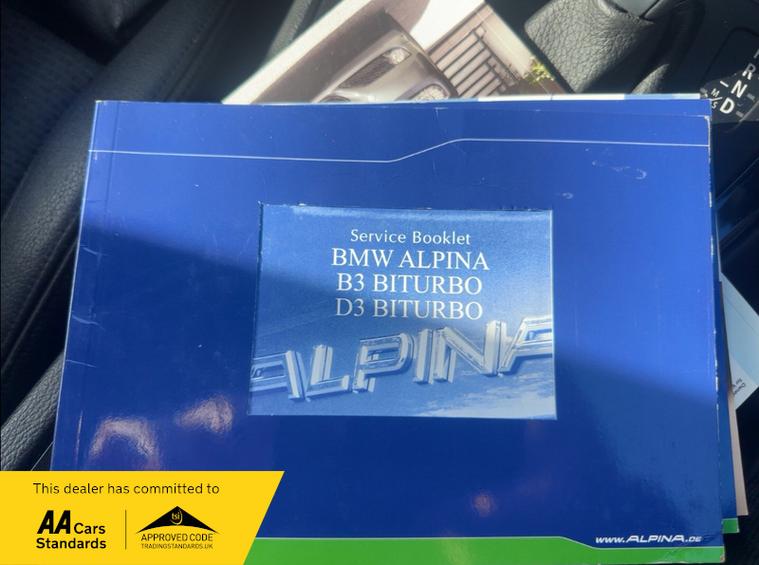 Service Booklet
BMW ALPINA
B3 BITURBO
D3 BITURBO
ALPINA
www.ALPINA.DE
R
N
D
M
S
This dealer has committed to
AA Cars
Standards
tsi
APPROVED CODE
TRADINGSTANDARDS.UK